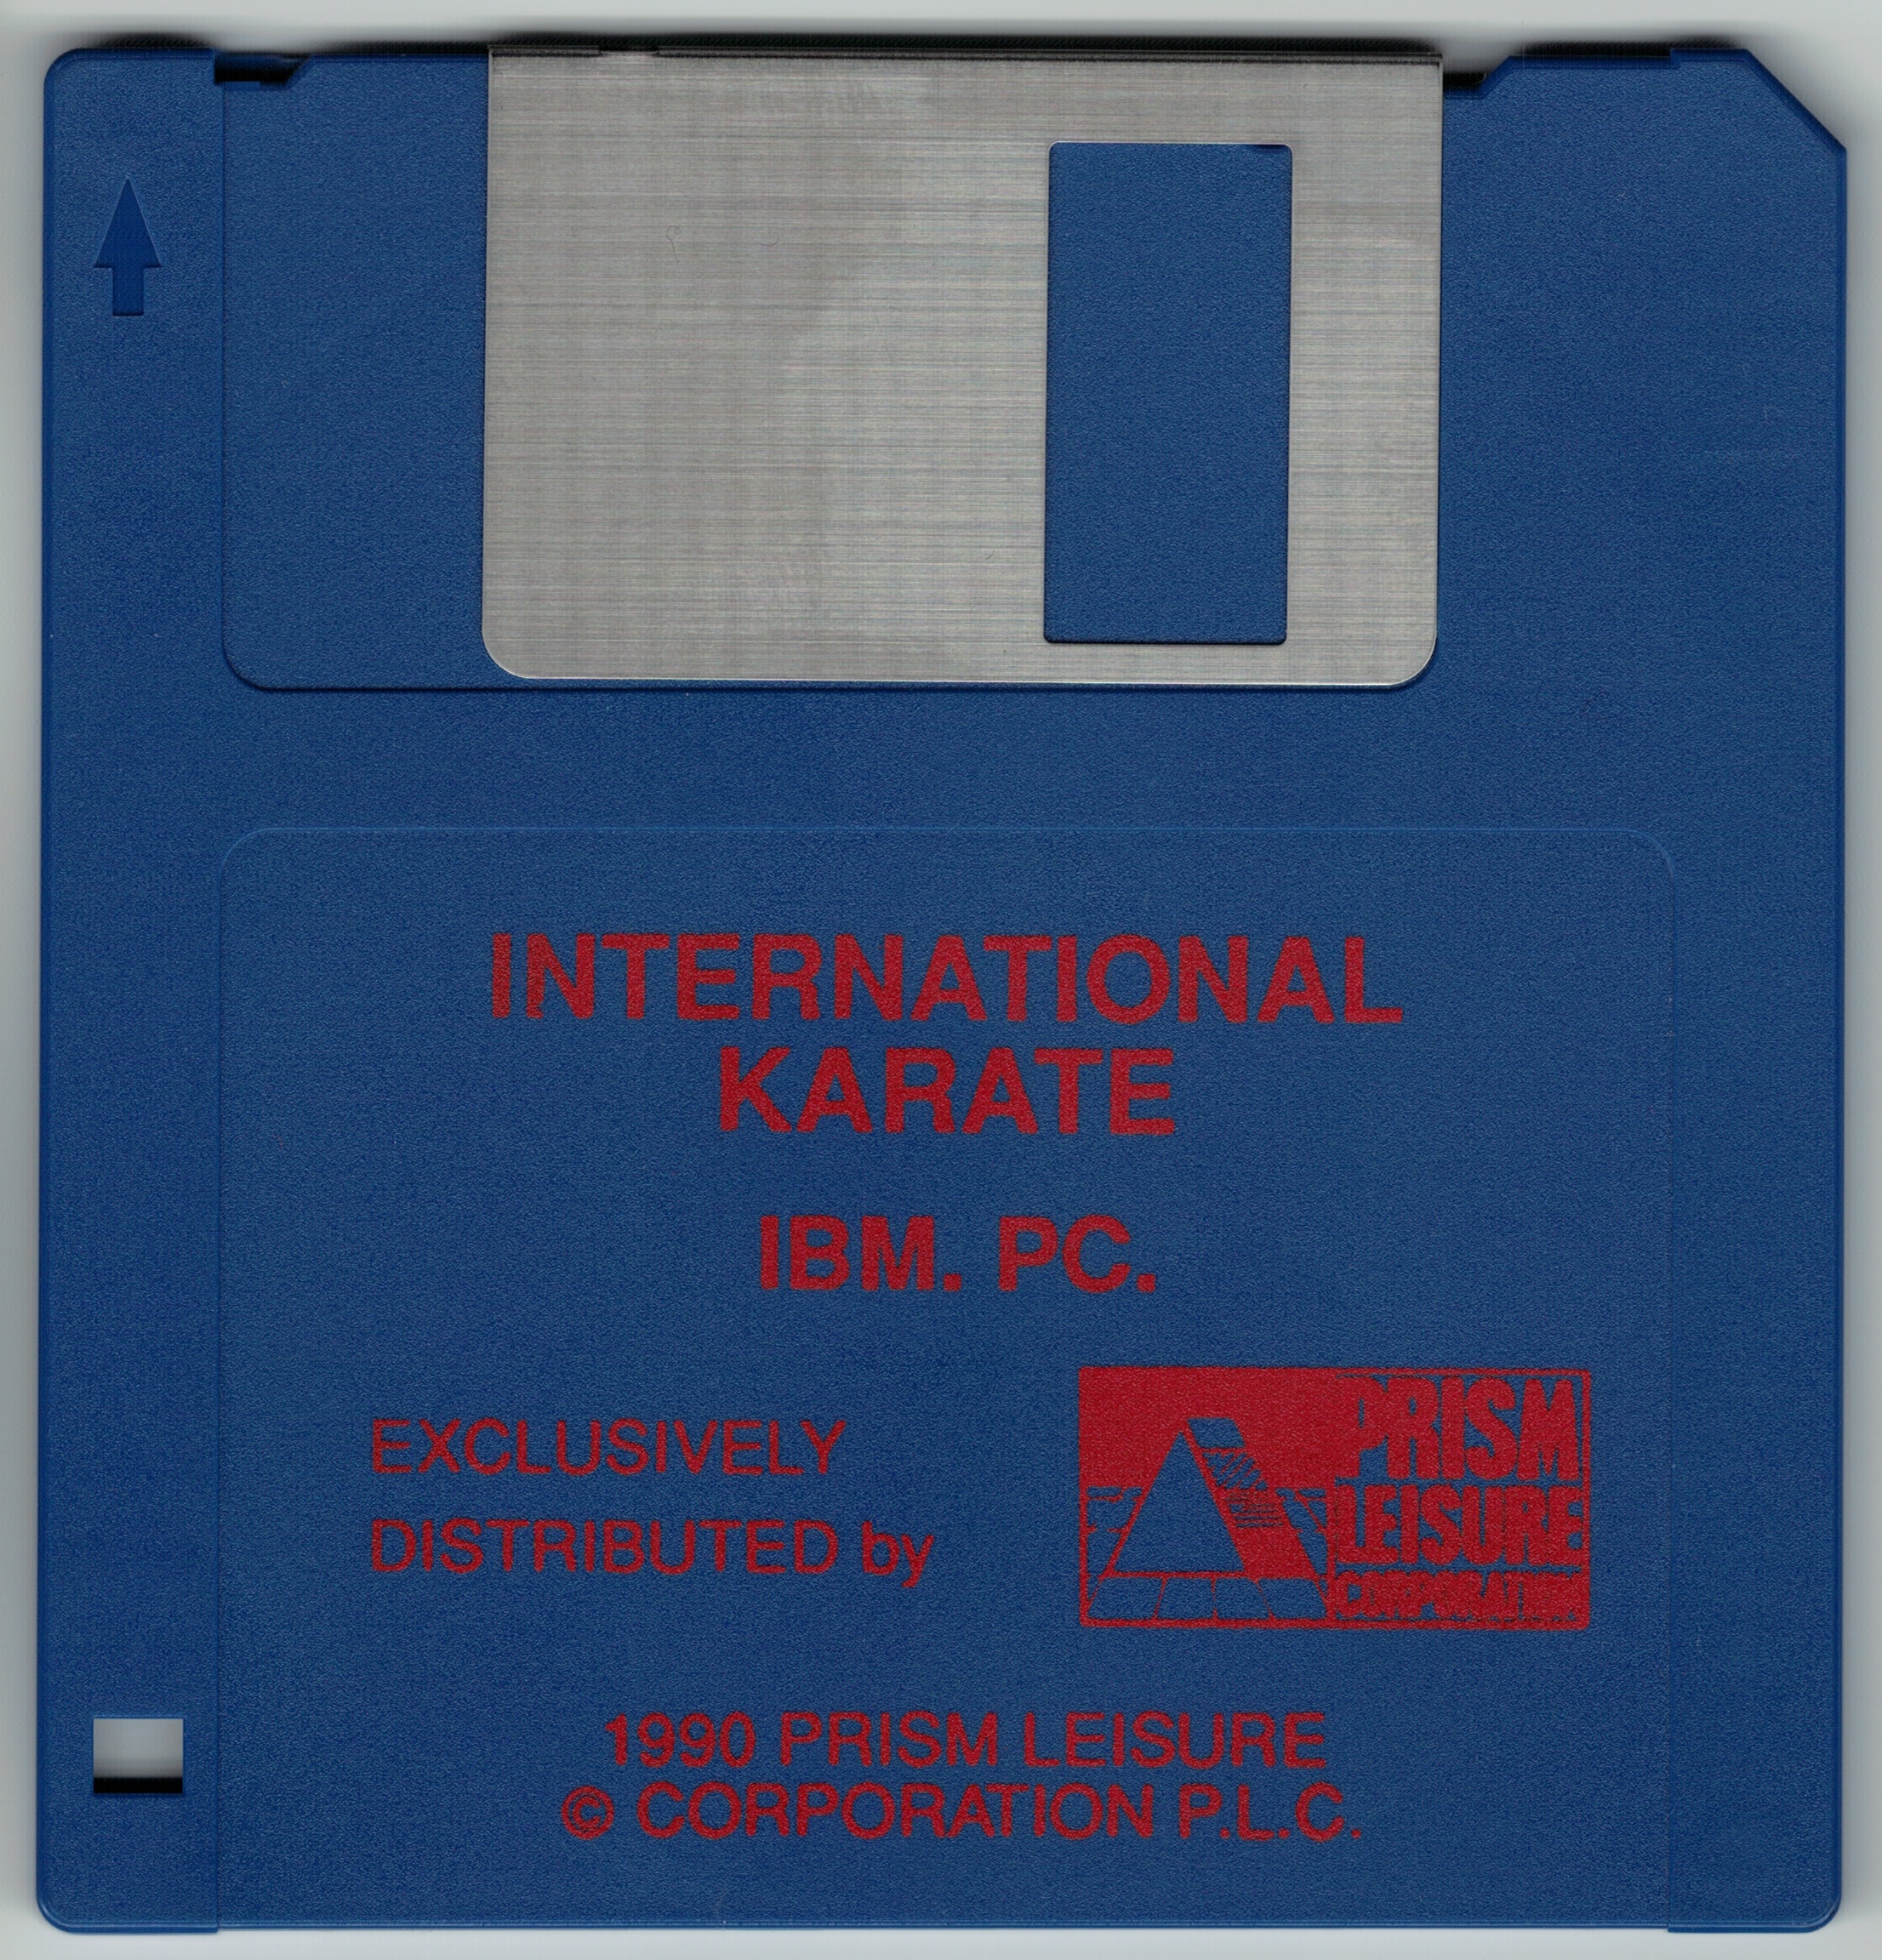 INTERNATIONAL
KARATE
IBM. PC.
EXCLUSIVELY
DISTRIBUTED by
PRISM
LEISURE
CORPORATION
1990 PRISM LEISURE
© CORPORATION P.L.C.